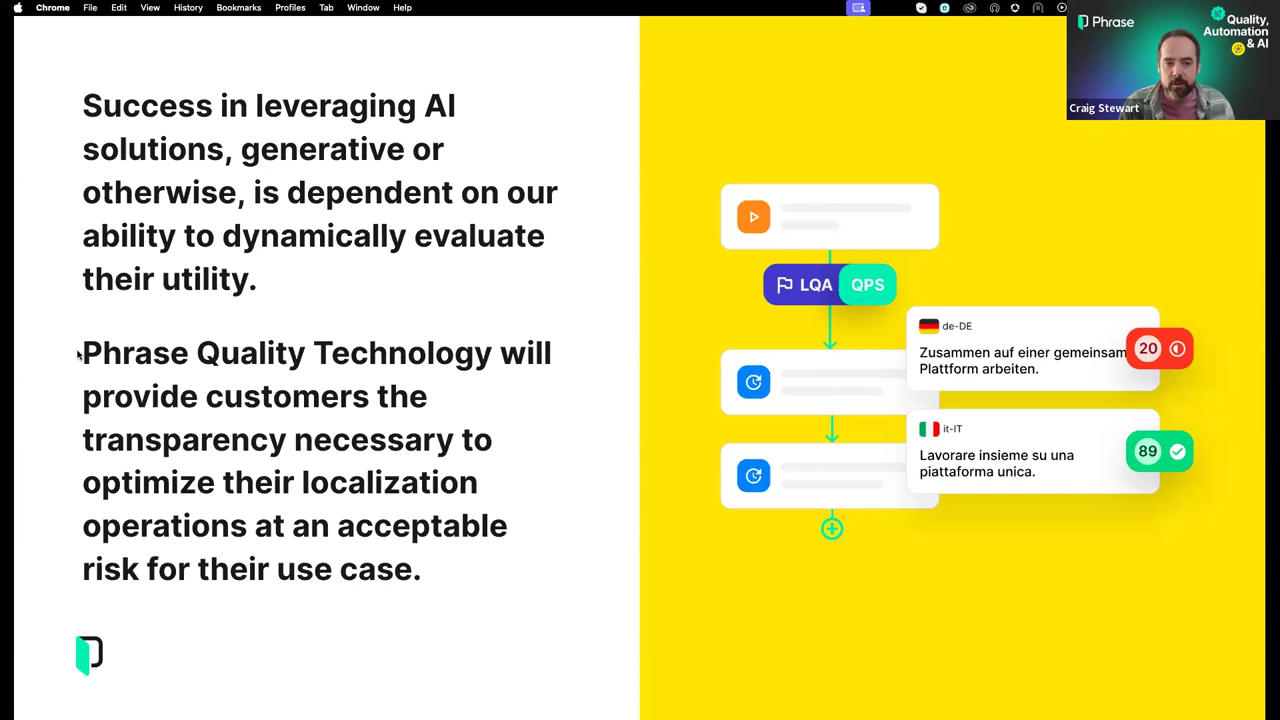 Chrome File Edit View History Bookmarks Profiles Tab Window Help
Phrase
Quality,
Automation
& AI
Craig Stewart
Success in leveraging AI
solutions, generative or
otherwise, is dependent on our
ability to dynamically evaluate
their utility.
Phrase Quality Technology will
provide customers the
transparency necessary to
optimize their localization
operations at an acceptable
risk for their use case.
LQA QPS
de-DE
Zusammen auf einer gemeinsam
Plattform arbeiten.
20
it-IT
Lavorare insieme su una
piattaforma unica.
89